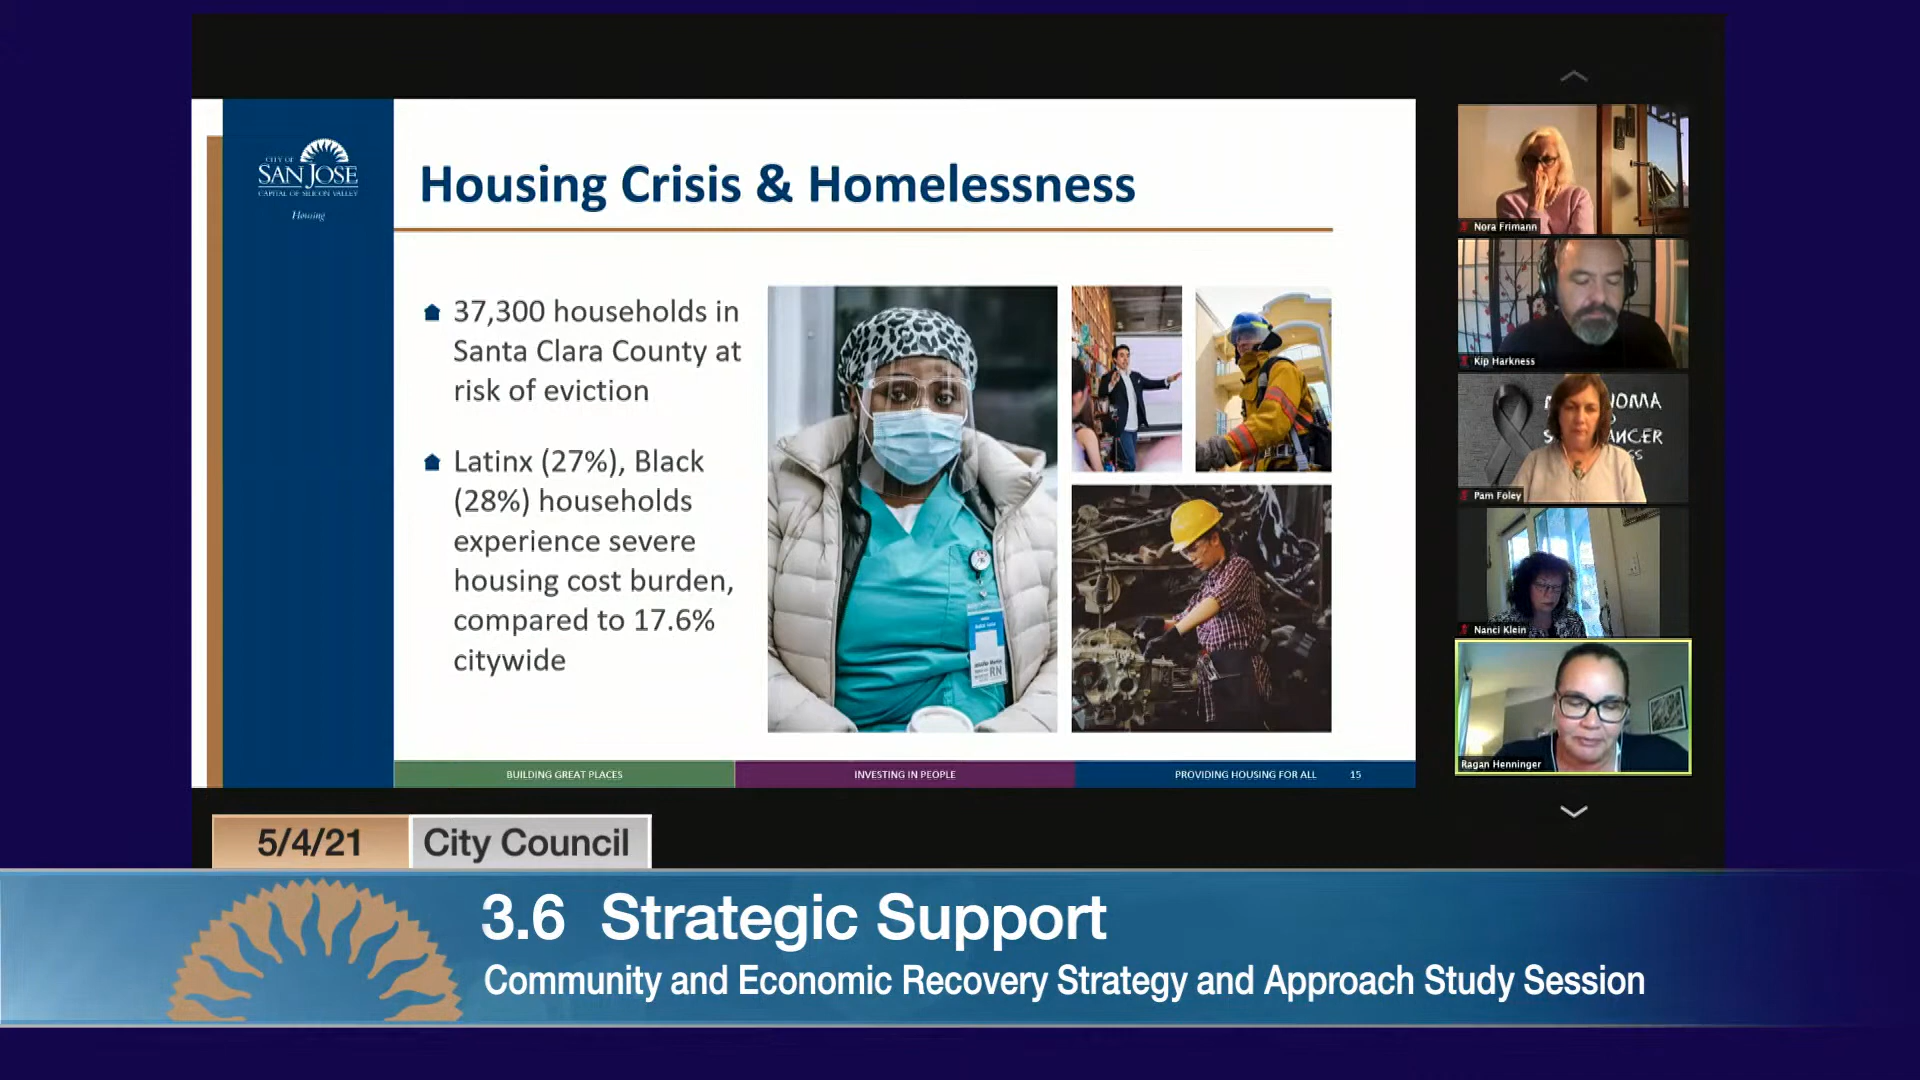 CITY OF
SAN JOSE
CAPITAL OF SILICON VALLEY
Housing
Housing Crisis & Homelessness
37,300 households in
Santa Clara County at
risk of eviction
Latinx (27%), Black
(28%) households
experience severe
housing cost burden,
compared to 17.6%
citywide
RN
BUILDING GREAT PLACES
INVESTING IN PEOPLE
PROVIDING HOUSING FOR ALL
15
Nora Frimann
Kip Harkness
Pam Foley
Nanci Klein
Ragan Henninger
5/4/21
City Council
3.6 Strategic Support
Community and Economic Recovery Strategy and Approach Study Session